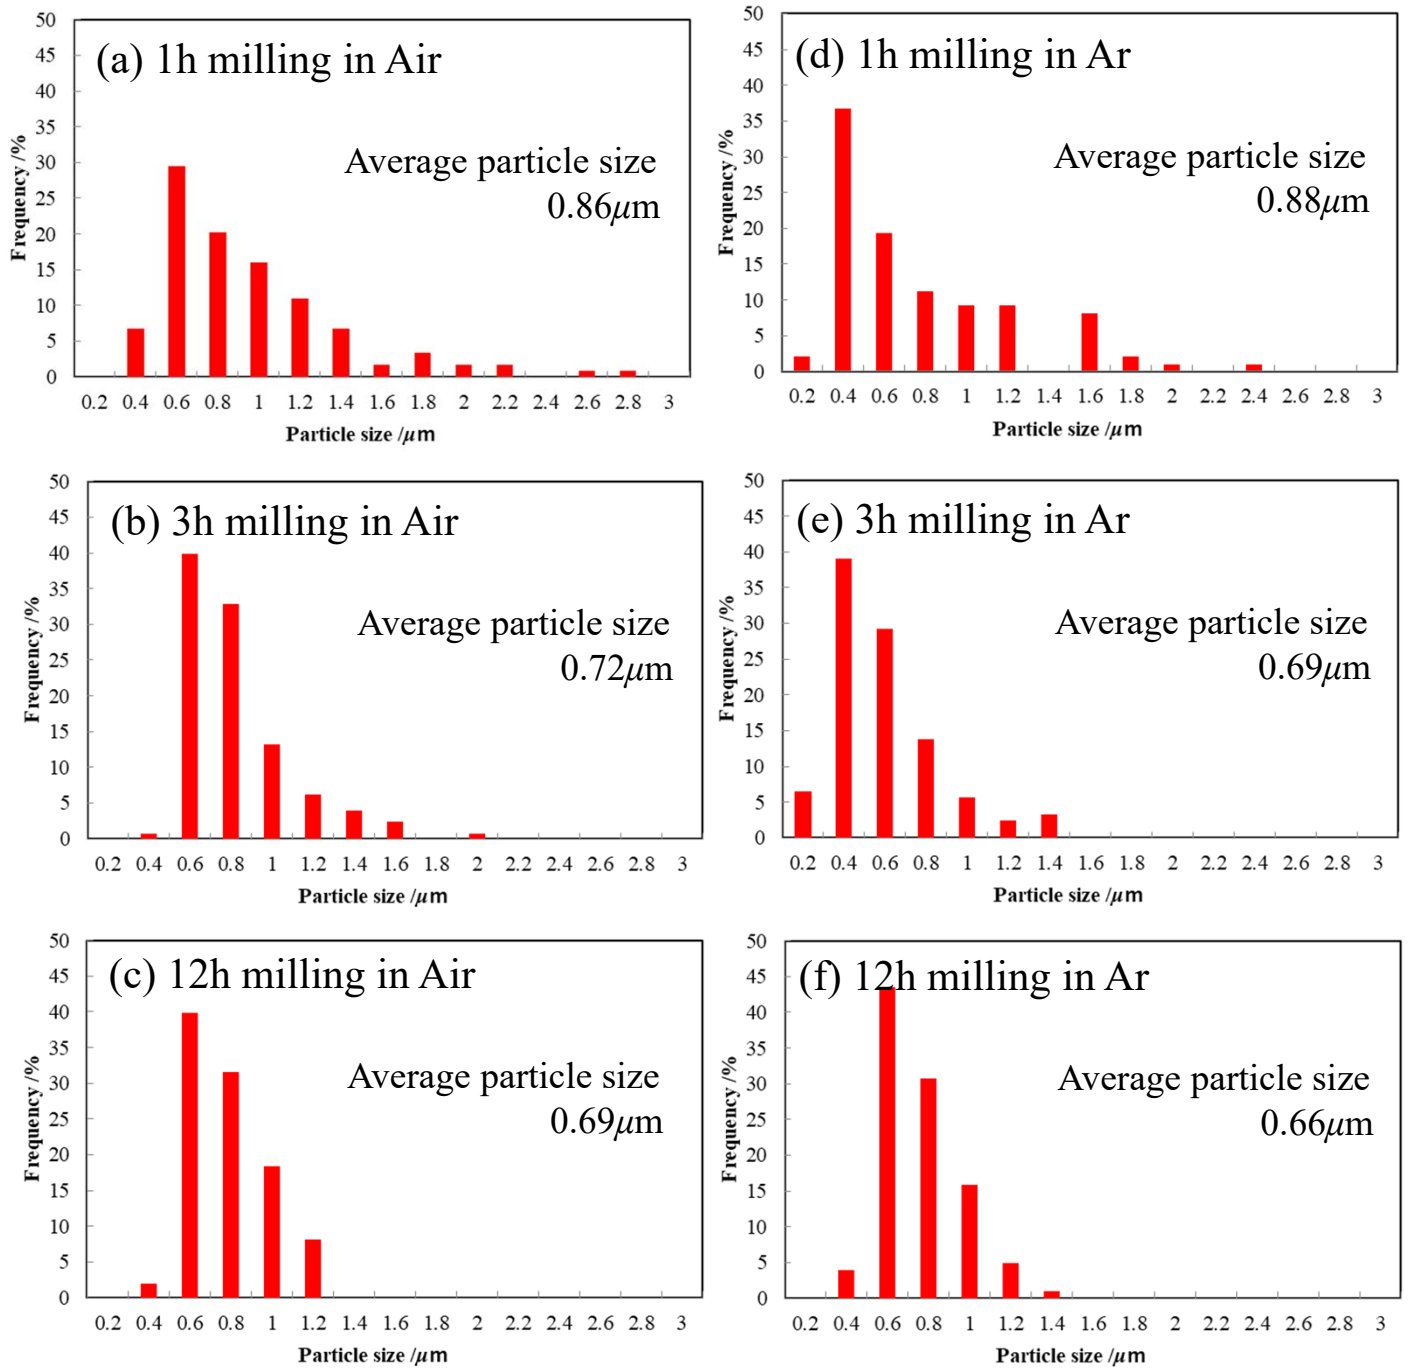 (a) 1h milling in Air
Average particle size
0.86μm
Frequency /%
50
45
40
35
30
25
20
15
10
5
0
0.2 0.4 0.6 0.8 1 1.2 1.4 1.6 1.8 2 2.2 2.4 2.6 2.8 3
Particle size /μm
(d) 1h milling in Ar
Average particle size
0.88μm
Frequency /%
50
45
40
35
30
25
20
15
10
5
0
0.2 0.4 0.6 0.8 1 1.2 1.4 1.6 1.8 2 2.2 2.4 2.6 2.8 3
Particle size /μm
(b) 3h milling in Air
Average particle size
0.72μm
Frequency /%
50
45
40
35
30
25
20
15
10
5
0
0.2 0.4 0.6 0.8 1 1.2 1.4 1.6 1.8 2 2.2 2.4 2.6 2.8 3
Particle size /μm
(e) 3h milling in Ar
Average particle size
0.69μm
Frequency /%
50
45
40
35
30
25
20
15
10
5
0
0.2 0.4 0.6 0.8 1 1.2 1.4 1.6 1.8 2 2.2 2.4 2.6 2.8 3
Particle size /μm
(c) 12h milling in Air
Average particle size
0.69μm
Frequency /%
50
45
40
35
30
25
20
15
10
5
0
0.2 0.4 0.6 0.8 1 1.2 1.4 1.6 1.8 2 2.2 2.4 2.6 2.8 3
Particle size /μm
(f) 12h milling in Ar
Average particle size
0.66μm
Frequency /%
50
45
40
35
30
25
20
15
10
5
0
0.2 0.4 0.6 0.8 1 1.2 1.4 1.6 1.8 2 2.2 2.4 2.6 2.8 3
Particle size /μm